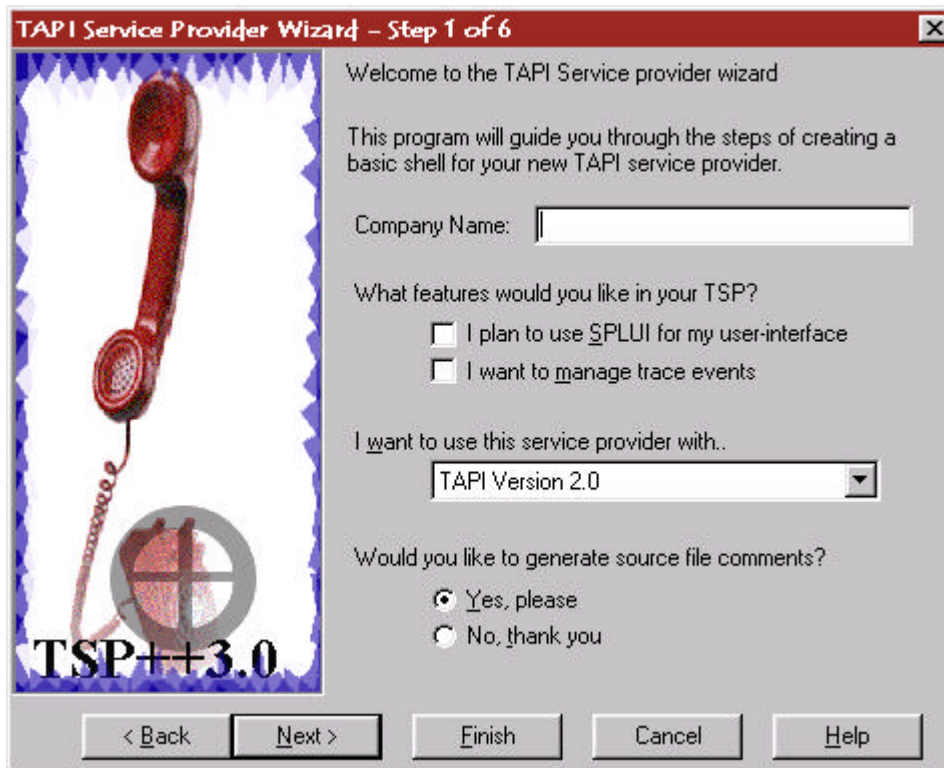 TAPI Service Provider Wizard - Step 1 of 6
Welcome to the TAPI Service provider wizard
This program will guide you through the steps of creating a
basic shell for your new TAPI service provider.
Company Name:
What features would you like in your TSP?
I plan to use SPLUI for my user-interface
I want to manage trace events
I want to use this service provider with..
TAPI Version 2.0
Would you like to generate source file comments?
Yes, please
No, thank you
TSP++3.0
< Back Next > Finish Cancel Help